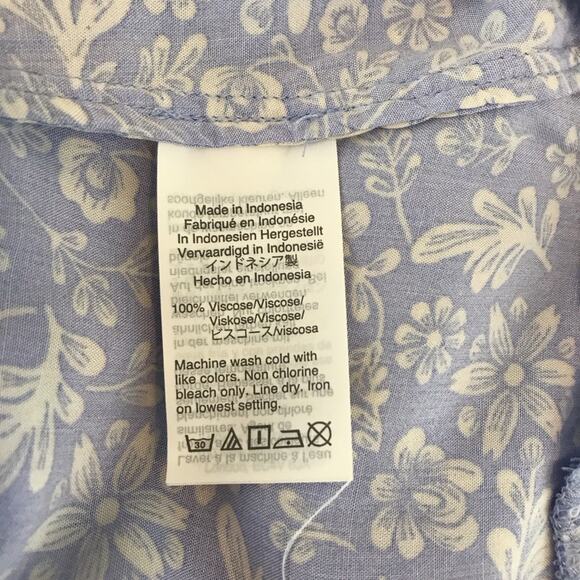 Made in Indonesia
Fabriqué en Indonésie
In Indonesien Hergestellt
Vervaardigd in Indonesië
インドネシア製
Hecho en Indonesia
100% Viscose/Viscose/
Viskose/Viscose/
ビスコース/viscosa
Machine wash cold with
like colors. Non chlorine
bleach only. Line dry. Iron
on lowest setting.
30